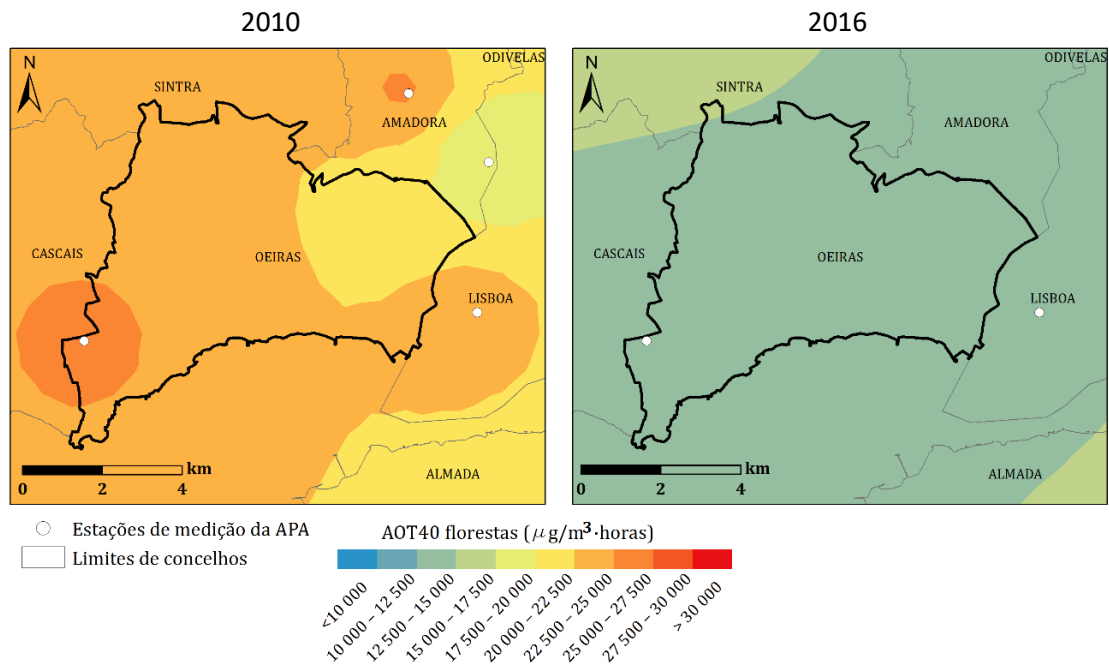 2010
2016
N
SINTRA
ODIVELAS
AMADORA
CASCAIS
OEIRAS
LISBOA
km
0 2 4
ALMADA
N
SINTRA
ODIVELAS
AMADORA
CASCAIS
OEIRAS
LISBOA
km
0 2 4
ALMADA
Estações de medição da APA
Limites de concelhos
AOT40 florestas (μg/m³·horas)
<10 000
10 000 – 12 500
12 500 – 15 000
15 000 – 17 500
17 500 – 20 000
20 000 – 22 500
22 500 – 25 000
25 000 – 27 500
27 500 – 30 000
> 30 000